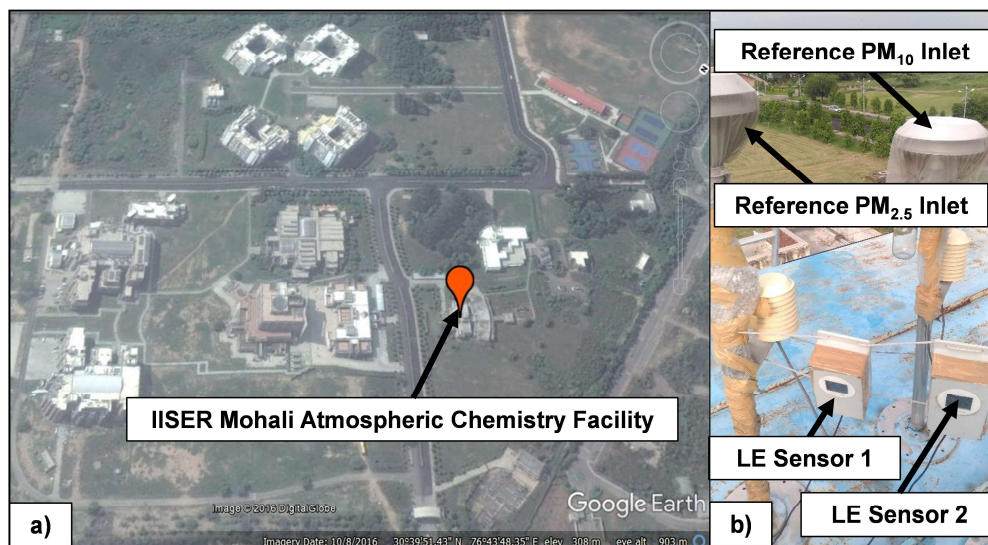 Reference PM10 Inlet
Reference PM2.5 Inlet
IISER Mohali Atmospheric Chemistry Facility
LE Sensor 1
LE Sensor 2
a)
b)
N
Image © 2016 DigitalGlobe
Google Earth
Imagery Date: 10/8/2016 30°39'51.43" N 76°43'48.35" E elev 308 m eye alt 903 m